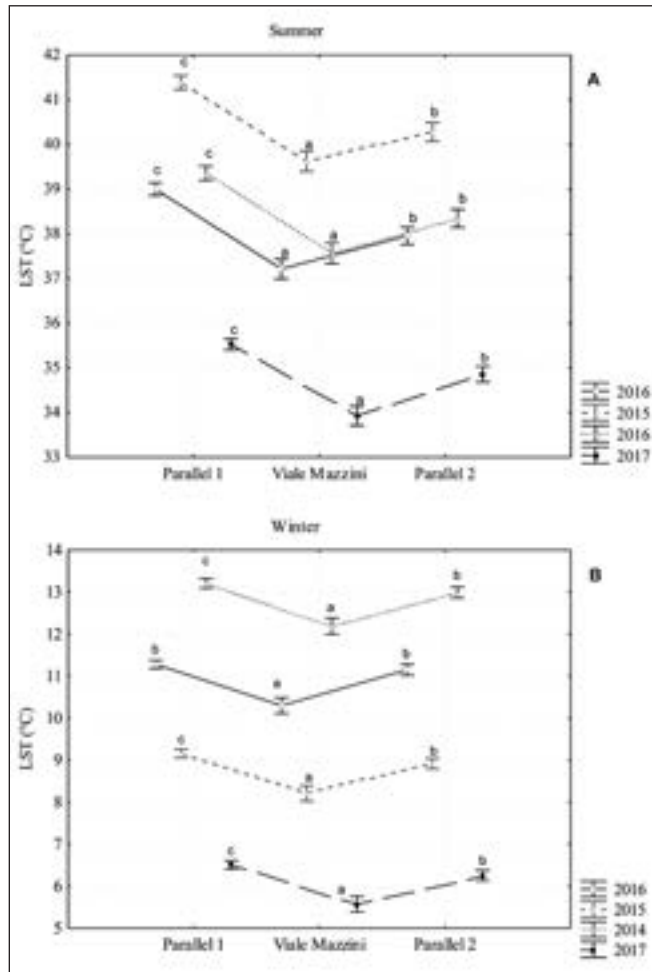 Summer
42
c
A
41
b
40
a
c
c
39
b
b
38
a
a
37
LST (°C)
36
c
35
b
34
a
33
2016
2015
2016
2017
Parallel 1 Viale Mazzini Parallel 2
Winter
14
c
B
13
b
a
12
b
b
11
a
10
LST (°C)
c
9
b
a
8
7
c
b
6
a
5
2016
2015
2014
2017
Parallel 1 Viale Mazzini Parallel 2